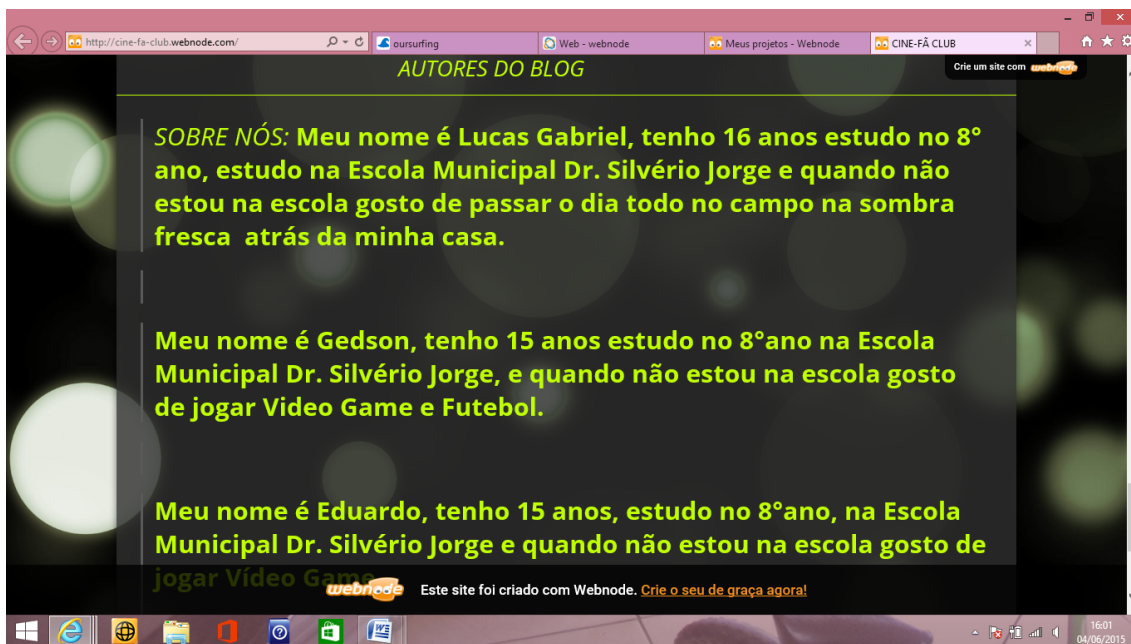 http://cine-fa-club.webnode.com/
oursurfing
Web - webnode
Meus projetos - Webnode
CINE-FÃ CLUB
AUTORES DO BLOG
Crie um site com webnode
SOBRE NÓS: Meu nome é Lucas Gabriel, tenho 16 anos estudo no 8°
ano, estudo na Escola Municipal Dr. Silvério Jorge e quando não
estou na escola gosto de passar o dia todo no campo na sombra
fresca atrás da minha casa.
Meu nome é Gedson, tenho 15 anos estudo no 8°ano na Escola
Municipal Dr. Silvério Jorge, e quando não estou na escola gosto
de jogar Video Game e Futebol.
Meu nome é Eduardo, tenho 15 anos, estudo no 8°ano, na Escola
Municipal Dr. Silvério Jorge e quando não estou na escola gosto de
jogar Vídeo Game
webnode Este site foi criado com Webnode. Crie o seu de graça agora!
16:01
04/06/2015